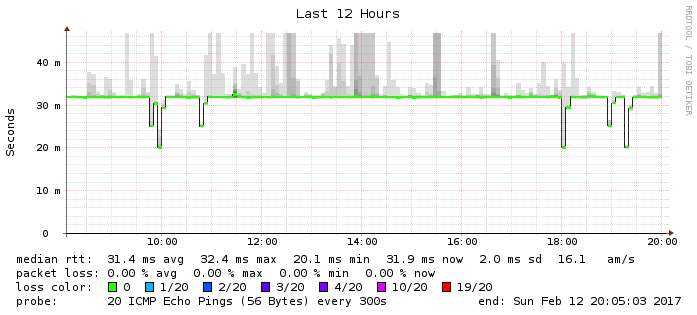 Last 12 Hours
RRDTOOL / TOBI OETIKER
Seconds
40 m
30 m
20 m
10 m
0
10:00 12:00 14:00 16:00 18:00 20:00
median rtt: 31.4 ms avg 32.4 ms max 20.1 ms min 31.9 ms now 2.0 ms sd 16.1 am/s
packet loss: 0.00 % avg 0.00 % max 0.00 % min 0.00 % now
loss color: 0 1/20 2/20 3/20 4/20 10/20 19/20
probe: 20 ICMP Echo Pings (56 Bytes) every 300s end: Sun Feb 12 20:05:03 2017